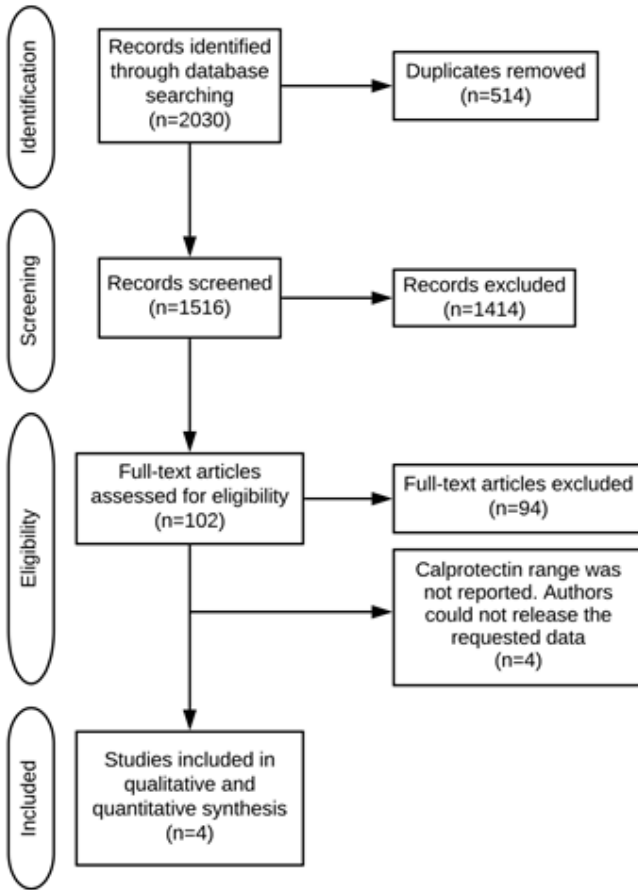 Identification
Records identified
through database
searching
(n=2030)
Duplicates removed
(n=514)
Screening
Records screened
(n=1516)
Records excluded
(n=1414)
Eligibility
Full-text articles
assessed for eligibility
(n=102)
Full-text articles excluded
(n=94)
Calprotectin range was
not reported. Authors
could not release the
requested data
(n=4)
Included
Studies included in
qualitative and
quantitative synthesis
(n=4)